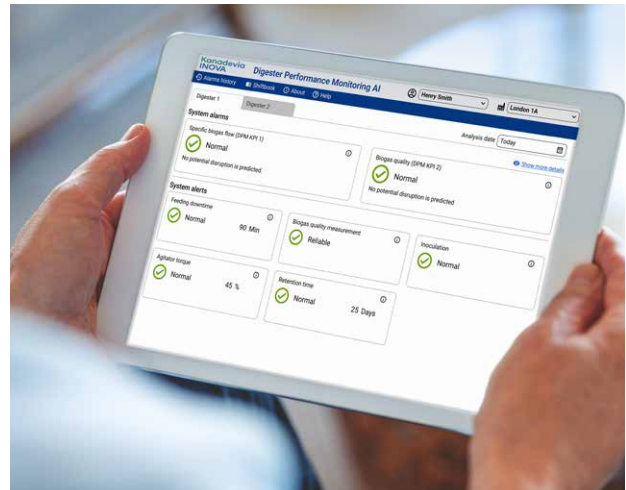 Kanadevia
INOVA
Digester Performance Monitoring AI
Henry Smith
London 1A
Alarms history
Shiftbook
About
Help
Digester 1
Digester 2
Analysis date
Today
System alarms
Show more details
Specific biogas flow (DPM KPI 1)
Normal
No potential disruption is predicted.
Biogas quality (DPM KPI 2)
Normal
No potential disruption is predicted
System alerts
Feeding downtime
Normal
90 Min
Biogas quality measurement
Reliable
Inoculation
Normal
Agitator torque
Normal
45 %
Retention time
Normal
25 Days